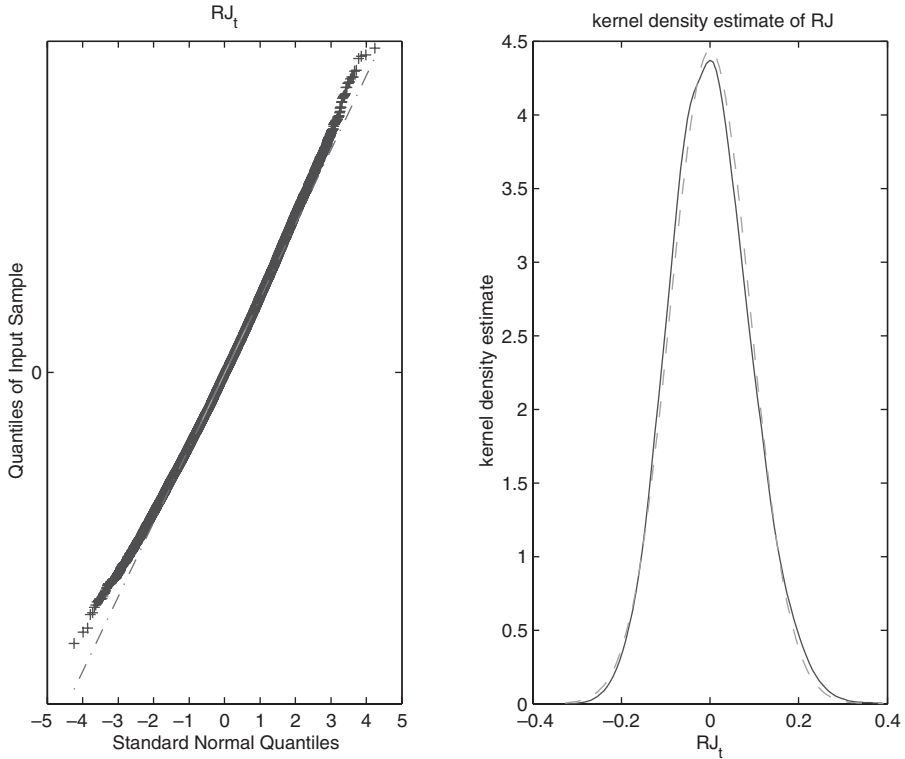 RJt
Quantiles of Input Sample
0
−5 −4 −3 −2 −1 0 1 2 3 4 5
Standard Normal Quantiles
kernel density estimate of RJ
kernel density estimate
4.5
4
3.5
3
2.5
2
1.5
1
0.5
0
−0.4 −0.2 0 0.2 0.4
RJt